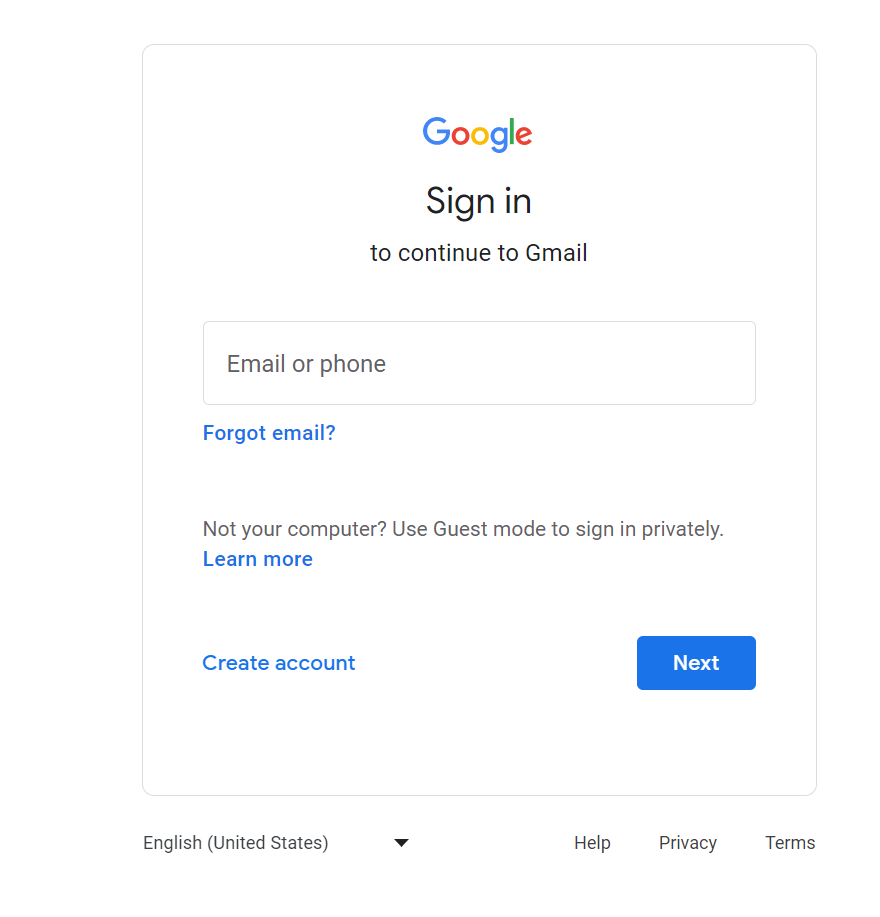 Google
Sign in
to continue to Gmail
Email or phone
Forgot email?
Not your computer? Use Guest mode to sign in privately.
Learn more
Create account
Next
English (United States)
Help
Privacy
Terms